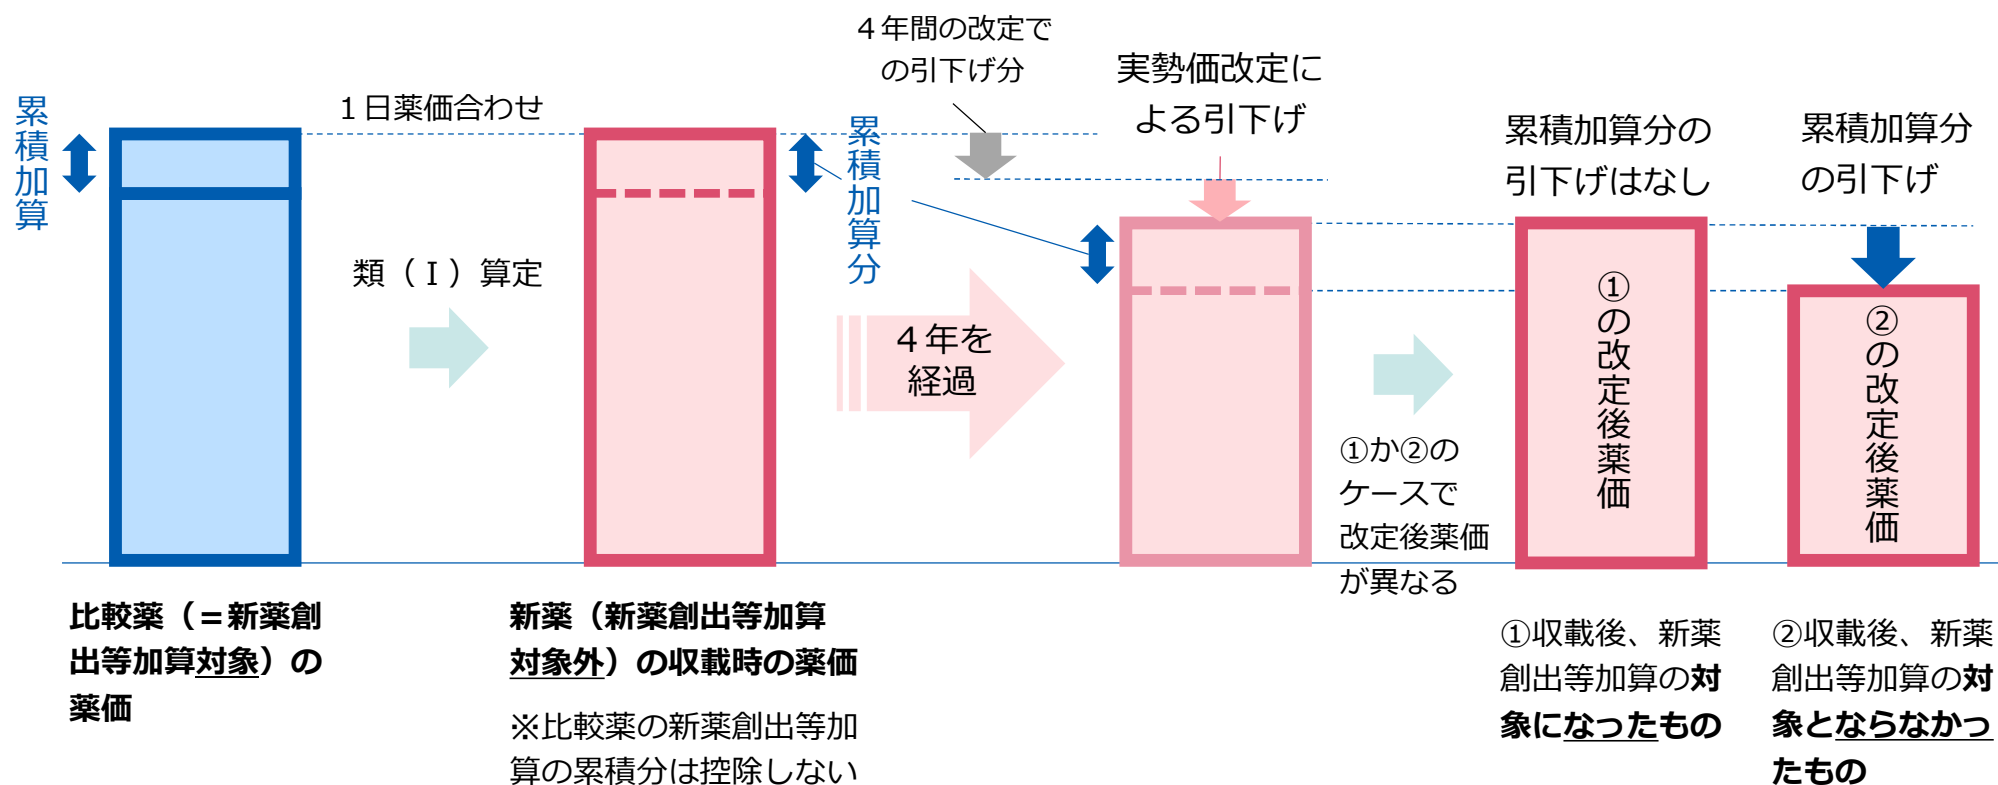 累積加算
１日薬価合わせ
類（Ⅰ）算定
累積加算分
４年間の改定で
の引下げ分
４年を
経過
実勢価改定に
よる引下げ
①か②の
ケースで
改定後薬価
が異なる
累積加算分の
引下げはなし
①の改定後薬価
累積加算分
の引下げ
②の改定後薬価
比較薬（＝新薬創
出等加算対象）の
薬価
新薬（新薬創出等加算
対象外）の収載時の薬価
※比較薬の新薬創出等加
算の累積分は控除しない
①収載後、新薬
創出等加算の対
象になったもの
②収載後、新薬
創出等加算の対
象とならなかっ
たもの